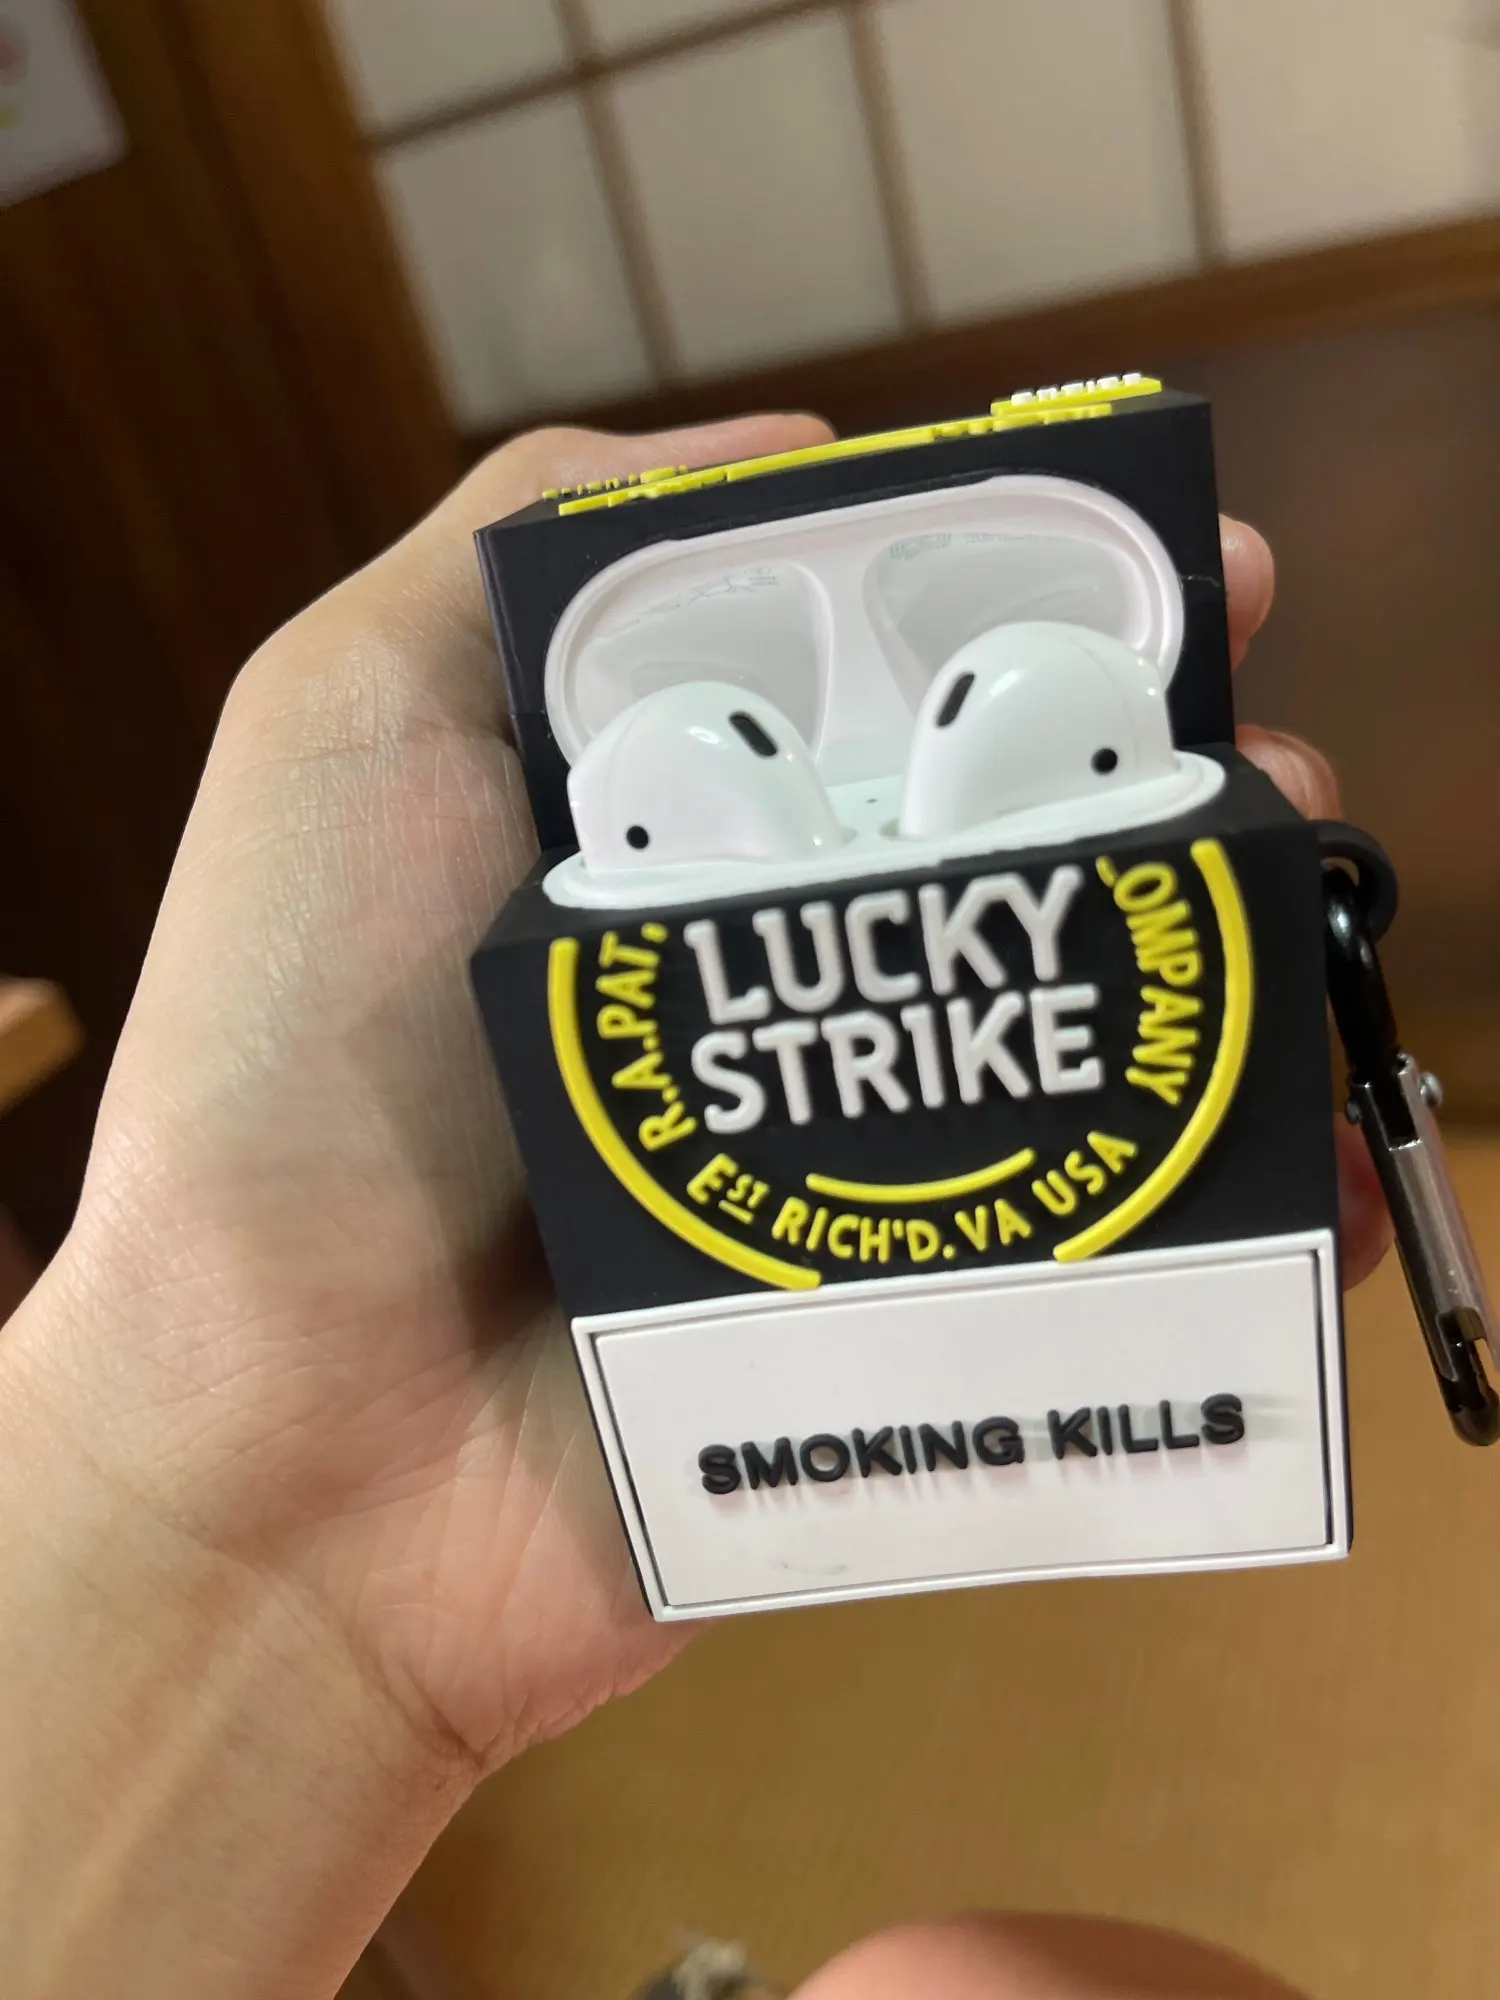 LUCKY
STRIKE
R.A.PAT,
OMPANY
EST RICH'D. VA USA
SMOKING KILLS